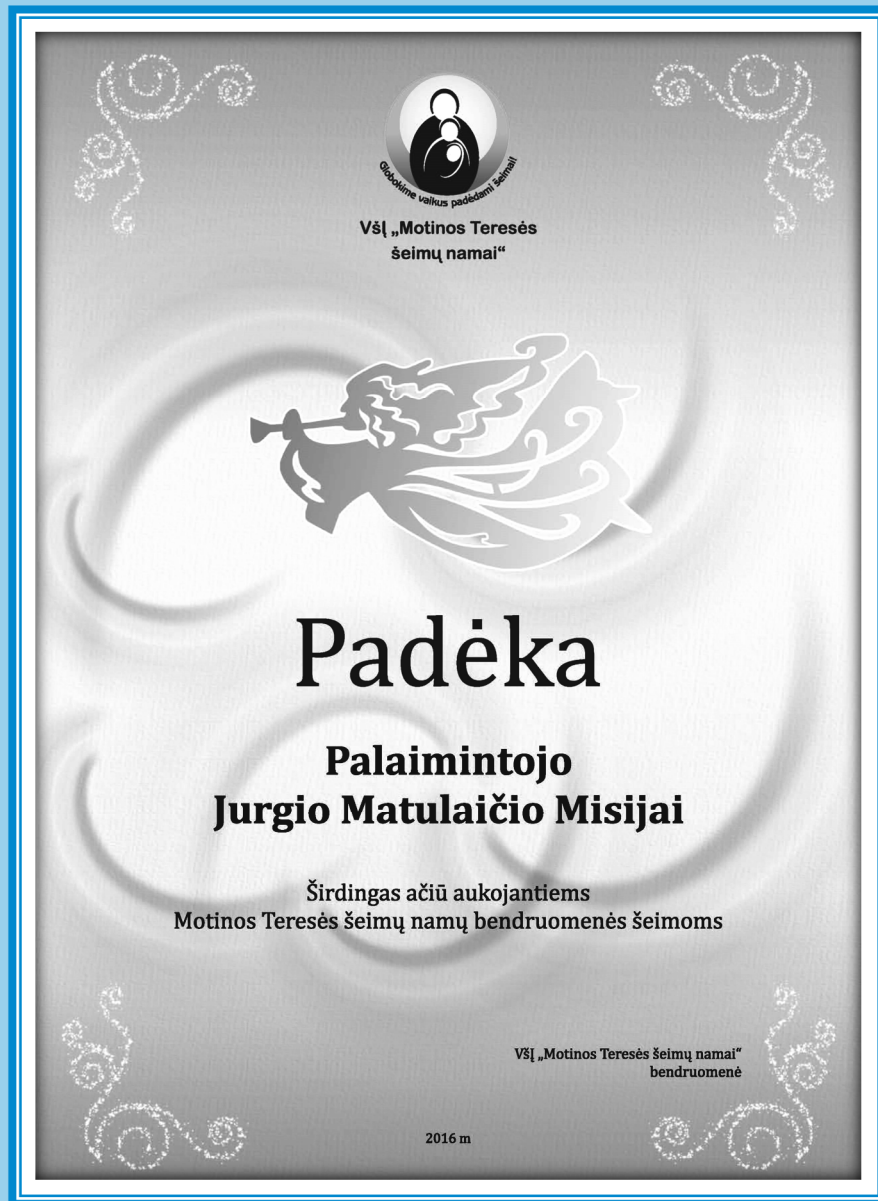 Globokime vaikus padėdami šeimai!
VšĮ „Motinos Teresės
šeimų namai“
Padėka
Palaimintojo
Jurgio Matulaičio Misijai
Širdingas ačiū aukojantiems
Motinos Teresės šeimų namų bendruomenės šeimoms
VšĮ „Motinos Teresės šeimų namai“
bendruomenė
2016 m